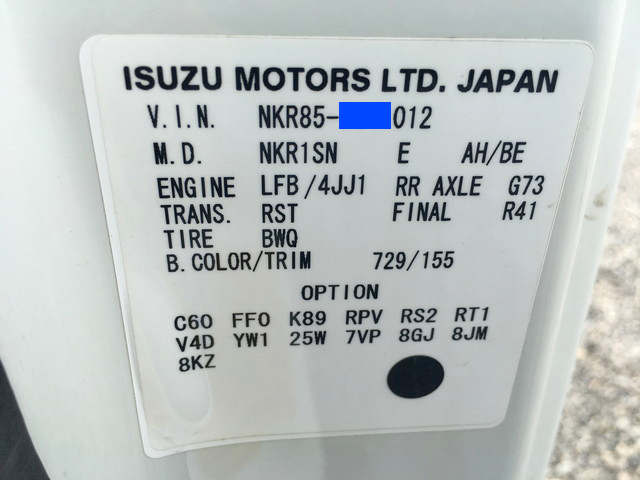 ISUZU MOTORS LTD. JAPAN
V.I.N. NKR85- 012
M.D. NKR1SN E AH/BE
ENGINE LFB/4JJ1 RR AXLE G73
TRANS. RST FINAL R41
TIRE BWQ
B.COLOR/TRIM 729/155
OPTION
C60 FF0 K89 RPV RS2 RT1
V4D YW1 25W 7VP 8GJ 8JM
8KZ